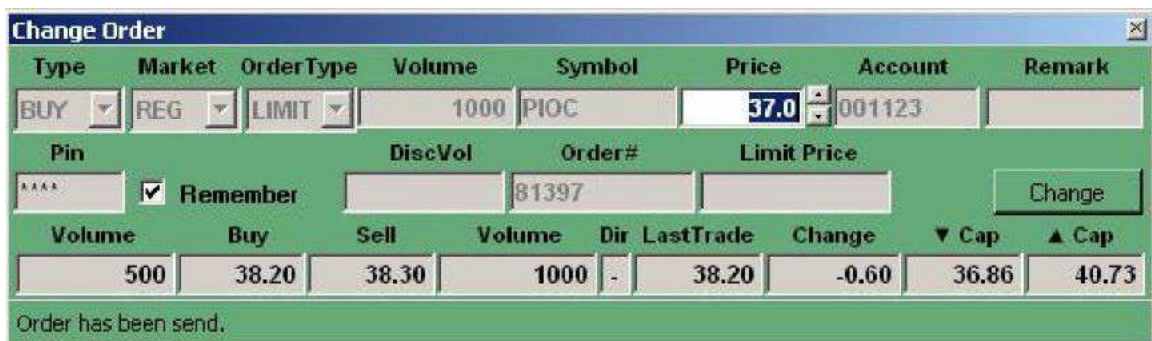 Change Order
Type Market OrderType Volume Symbol Price Account Remark
BUY REG LIMIT 1000 PIOC 37.0 001123
Pin DiscVol Order# Limit Price
**** Remember 81397 Change
Volume Buy Sell Volume Dir LastTrade Change ▼ Cap ▲ Cap
500 38.20 38.30 1000 - 38.20 -0.60 36.86 40.73
Order has been send.